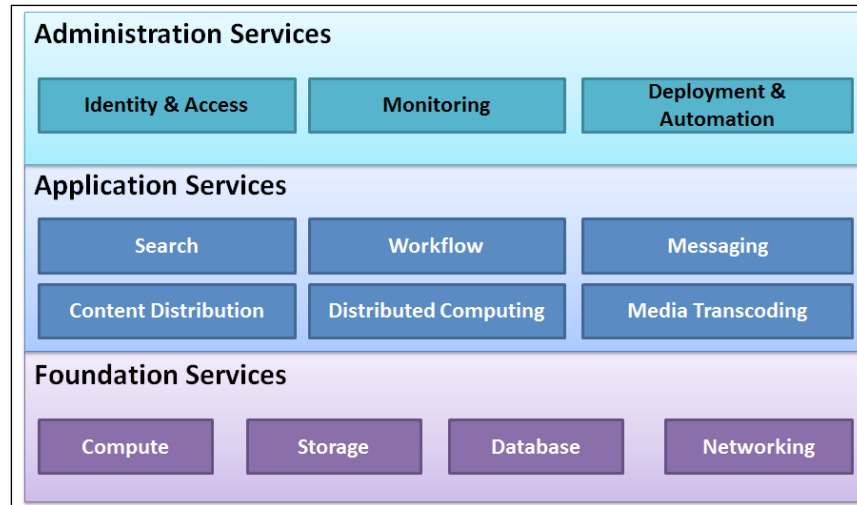 Administration Services
Identity & Access
Monitoring
Deployment &
Automation
Application Services
Search
Workflow
Messaging
Content Distribution
Distributed Computing
Media Transcoding
Foundation Services
Compute
Storage
Database
Networking